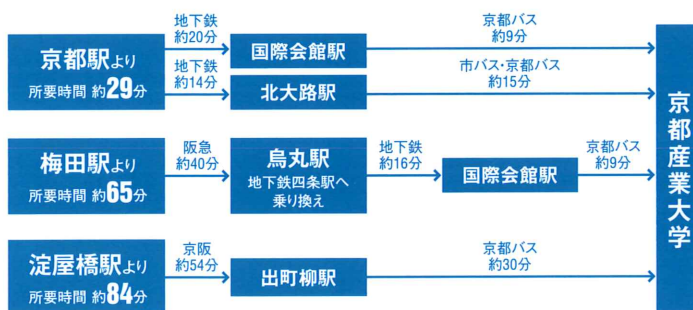 地下鉄
約20分
京都バス
約9分
京都駅より
所要時間 約29分
国際会館駅
地下鉄
約14分
市バス・京都バス
約15分
北大路駅
阪急
約40分
地下鉄
約16分
京都バス
約9分
梅田駅より
所要時間 約65分
烏丸駅
地下鉄四条駅へ
乗り換え
国際会館駅
京阪
約54分
京都バス
約30分
淀屋橋駅より
所要時間 約84分
出町柳駅
京都産業大学